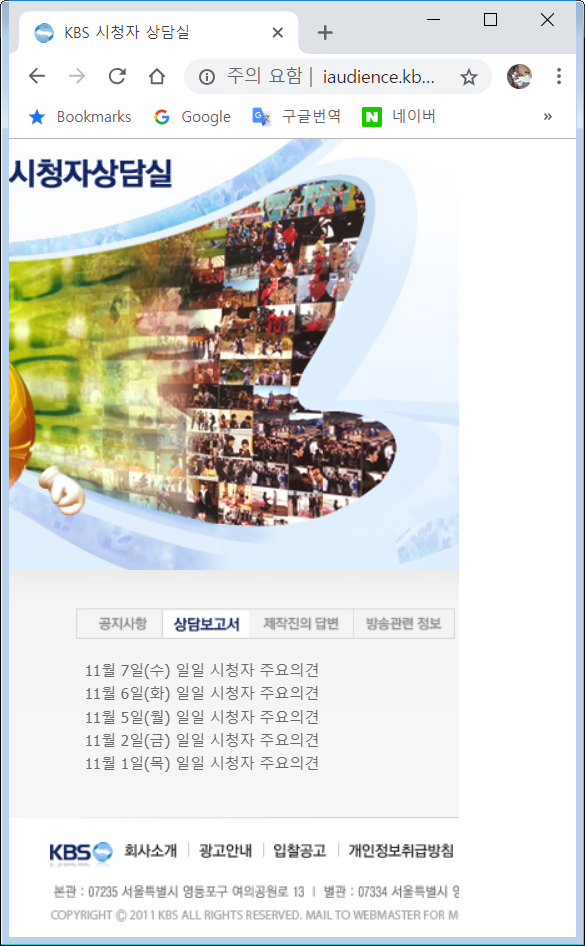 KBS 시청자 상담실
주의 요함 | iaudience.kb...
Bookmarks Google 구글번역 네이버 »
시청자상담실
공지사항 상담보고서 제작진의 답변 방송관련 정보
11월 7일(수) 일일 시청자 주요의견
11월 6일(화) 일일 시청자 주요의견
11월 5일(월) 일일 시청자 주요의견
11월 2일(금) 일일 시청자 주요의견
11월 1일(목) 일일 시청자 주요의견
KBS 회사소개 | 광고안내 | 입찰공고 | 개인정보취급방침
본관 : 07235 서울특별시 영등포구 여의공원로 13 | 별관 : 07334 서울특별시
COPYRIGHT ⓒ 2011 KBS ALL RIGHTS RESERVED. MAIL TO WEBMASTER FOR